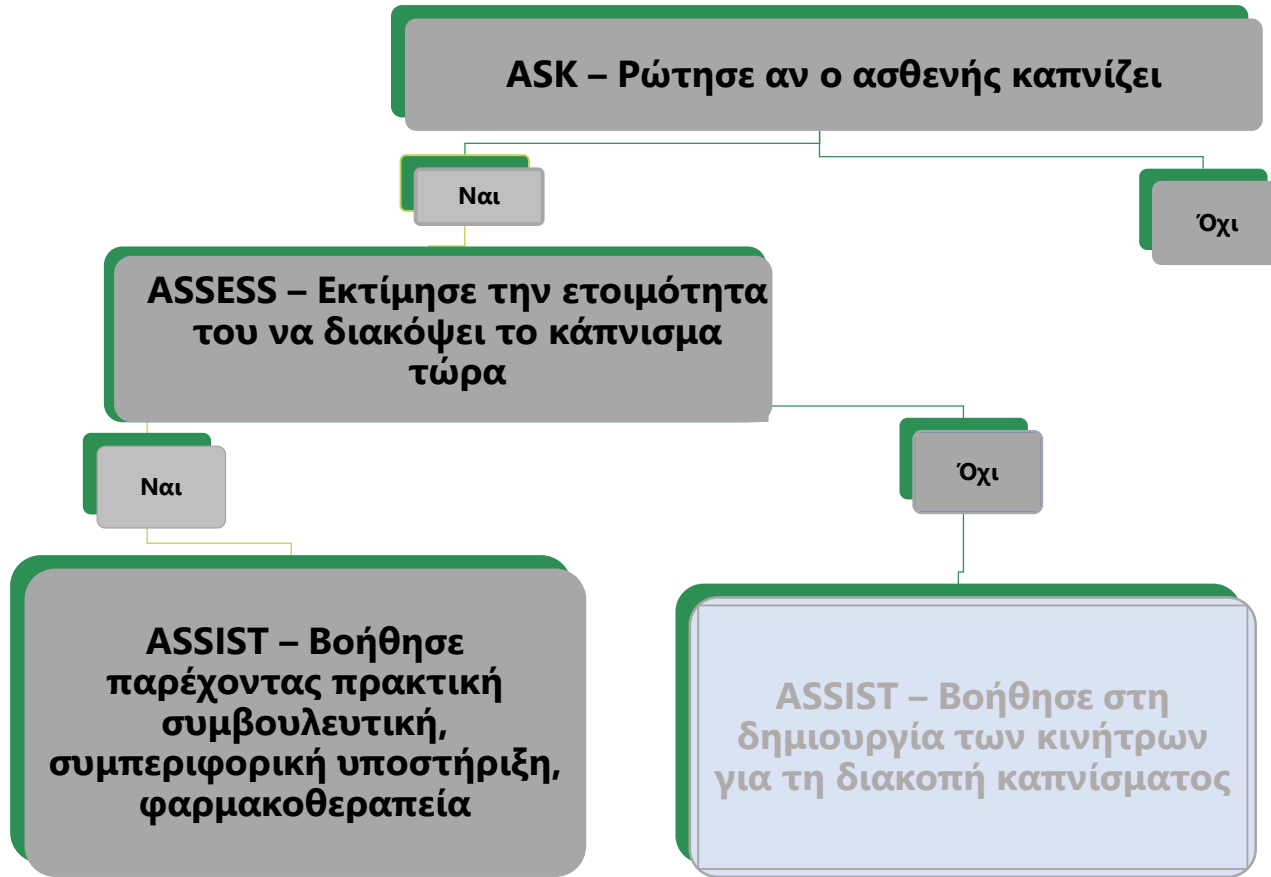 ASK – Ρώτησε αν ο ασθενής καπνίζει
Ναι
Όχι
ASSESS – Εκτίμησε την ετοιμότητα
του να διακόψει το κάπνισμα
τώρα
Ναι
Όχι
ASSIST – Βοήθησε
παρέχοντας πρακτική
συμβουλευτική,
συμπεριφορική υποστήριξη,
φαρμακοθεραπεία
ASSIST – Βοήθησε στη
δημιουργία των κινήτρων
για τη διακοπή καπνίσματος